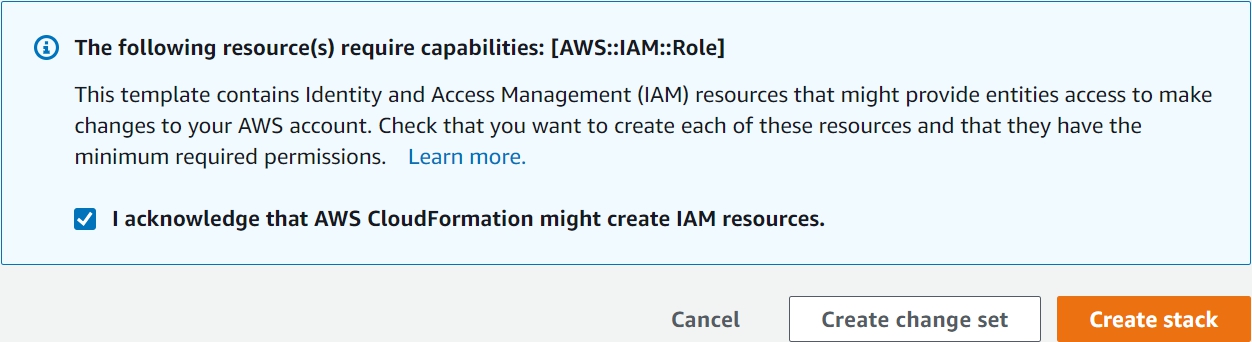 The following resource(s) require capabilities: [AWS::IAM::Role]
This template contains Identity and Access Management (IAM) resources that might provide entities access to make
changes to your AWS account. Check that you want to create each of these resources and that they have the
minimum required permissions. Learn more.
I acknowledge that AWS CloudFormation might create IAM resources.
Cancel Create change set Create stack